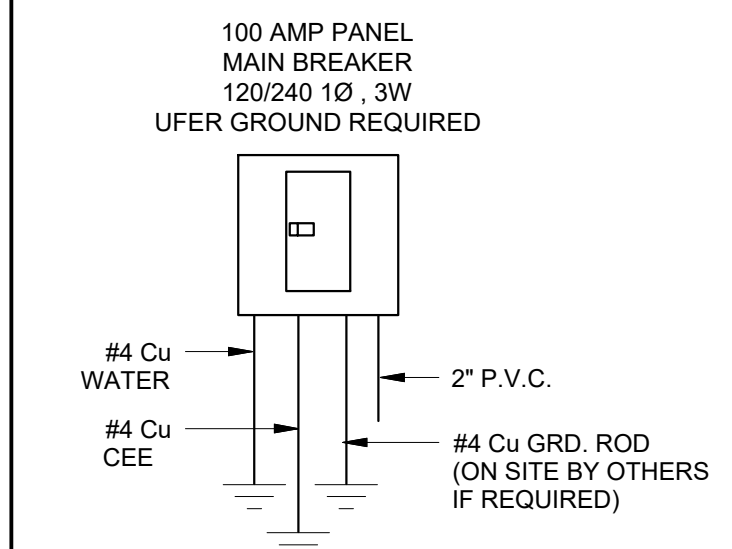 100 AMP PANEL
MAIN BREAKER
120/240 1Ø , 3W
UFER GROUND REQUIRED
#4 Cu
WATER
2" P.V.C.
#4 Cu
CEE
#4 Cu GRD. ROD
(ON SITE BY OTHERS
IF REQUIRED)